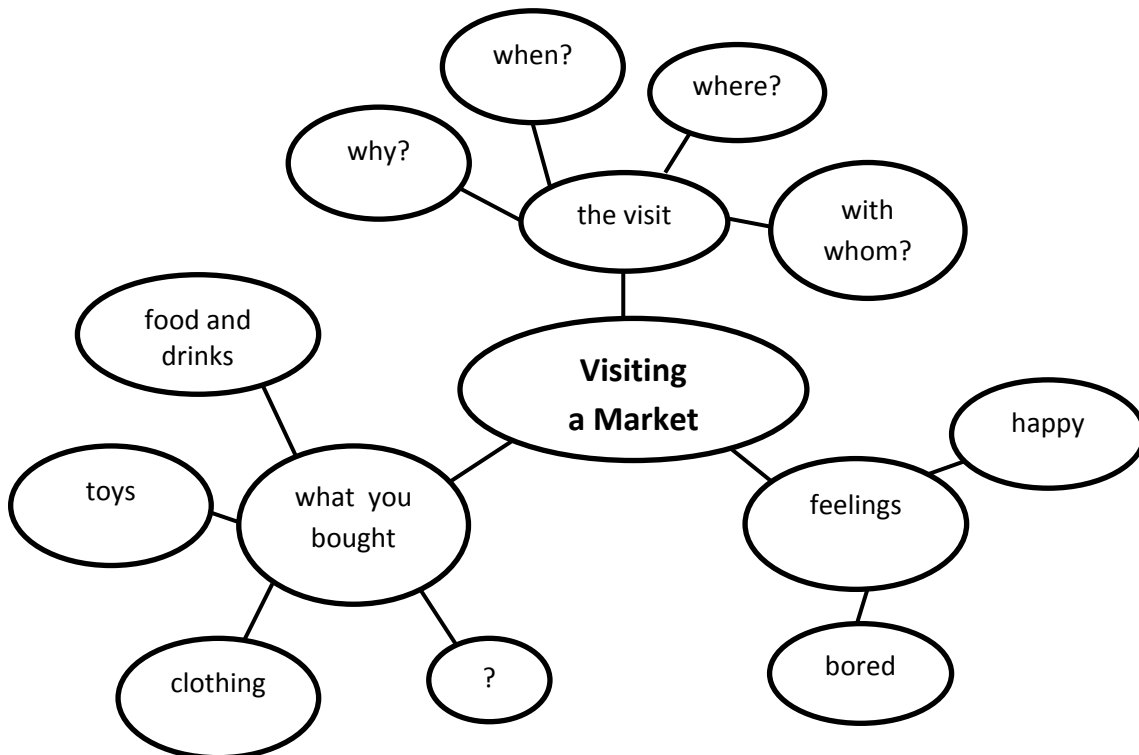 when?
where?
why?
the visit
with
whom?
food and
drinks
Visiting
a Market
happy
toys
what you
bought
feelings
clothing
?
bored